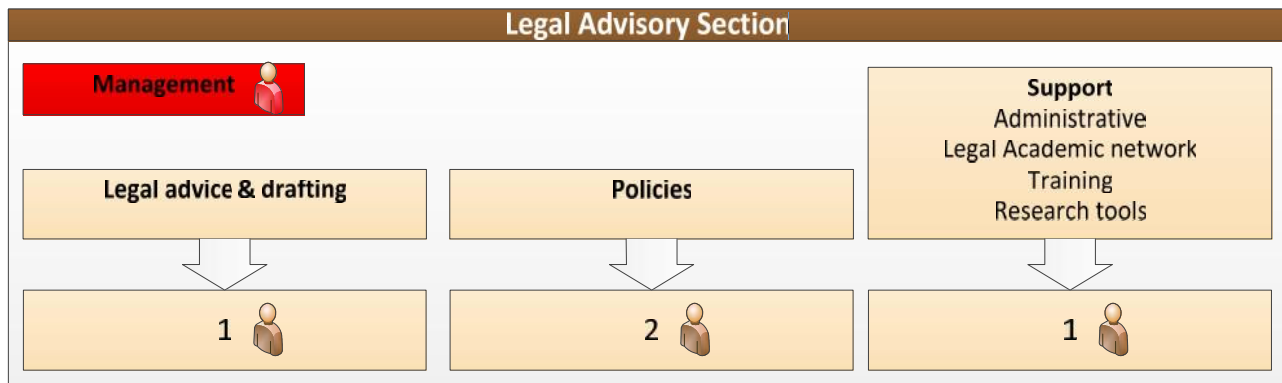 Legal Advisory Section
Management
Support
Administrative
Legal Academic network
Training
Research tools
Legal advice & drafting
Policies
1
2
1